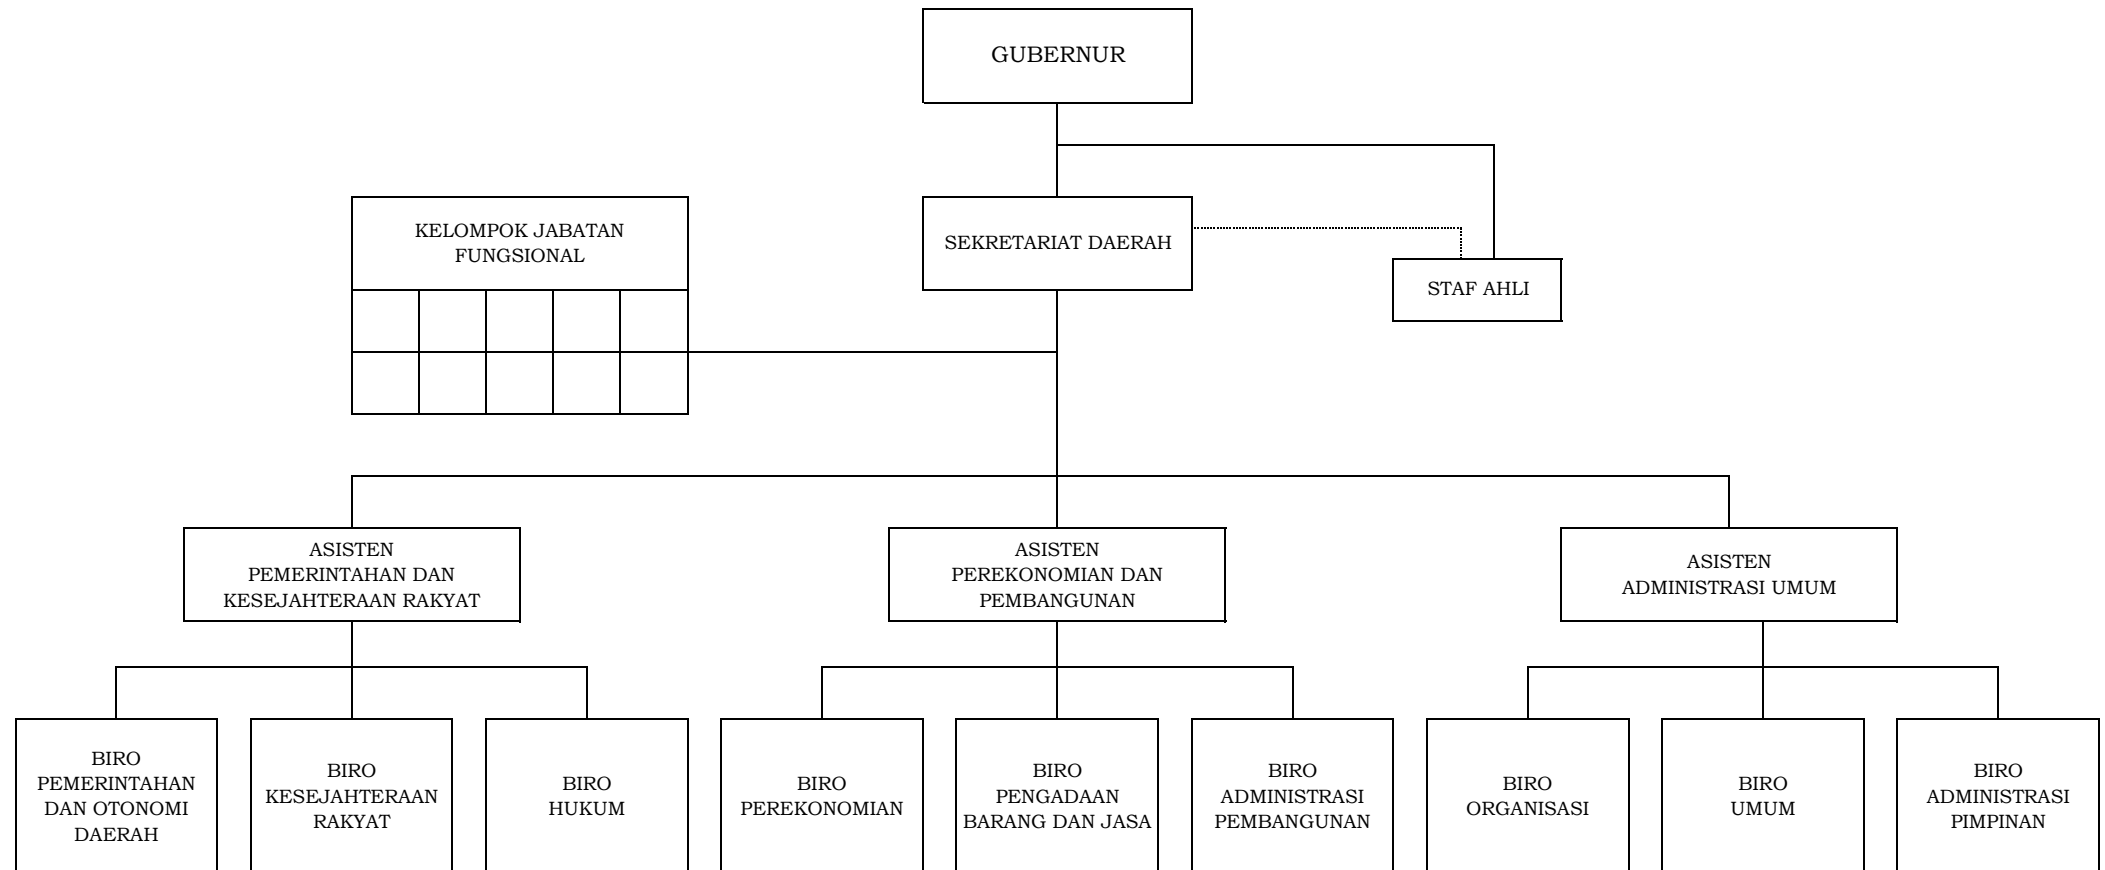 GUBERNUR
KELOMPOK JABATAN
FUNGSIONAL
SEKRETARIAT DAERAH
STAF AHLI
ASISTEN
PEMERINTAHAN DAN
KESEJAHTERAAN RAKYAT
ASISTEN
PEREKONOMIAN DAN
PEMBANGUNAN
ASISTEN
ADMINISTRASI UMUM
BIRO
PEMERINTAHAN
DAN OTONOMI
DAERAH
BIRO
KESEJAHTERAAN
RAKYAT
BIRO
HUKUM
BIRO
PEREKONOMIAN
BIRO
PENGADAAN
BARANG DAN JASA
BIRO
ADMINISTRASI
PEMBANGUNAN
BIRO
ORGANISASI
BIRO
UMUM
BIRO
ADMINISTRASI
PIMPINAN